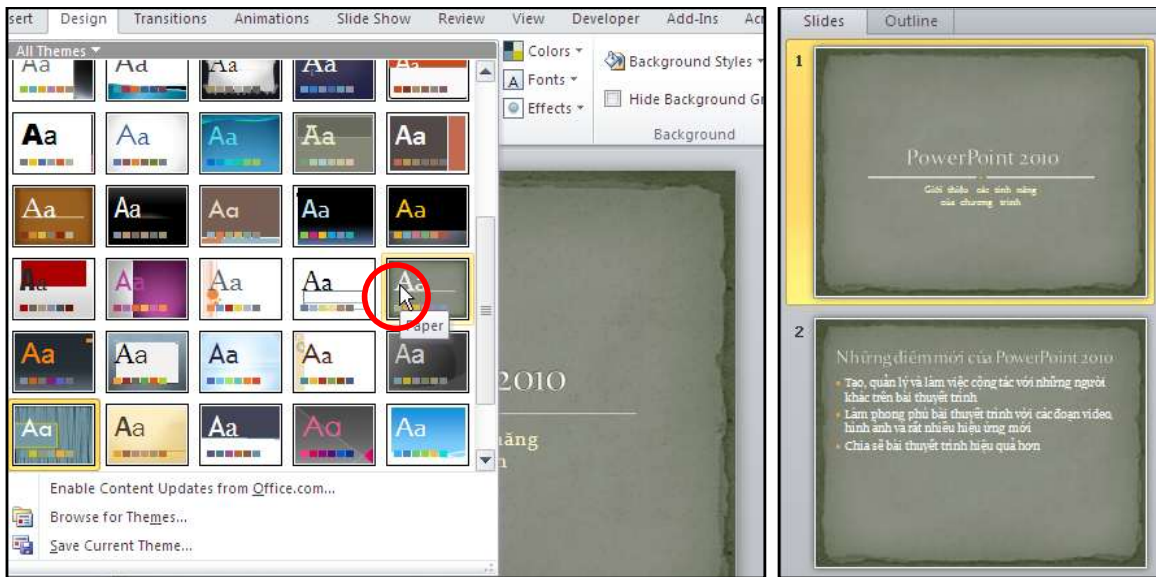 sert Design Transitions Animations Slide Show Review View Developer Add-Ins Acr
All Themes
Colors
Fonts
Effects
Background Styles
Hide Background Gr
Background
Aa Aa Aa Aa Aa
Aa Aa Aa Aa Aa
Aa Aa Aa Aa Aa
Aa Aa Aa Aa Aa
Paper
Aa Aa Aa Aa Aa
Aa Aa Aa Aa Aa
Enable Content Updates from Office.com...
Browse for Themes...
Save Current Theme...
2010
năng
Slides Outline
1
PowerPoint 2010
Giới thiệu các tính năng
của chương trình
2
Những điểm mới của PowerPoint 2010
Tạo, quản lý và làm việc cộng tác với những người
khác trên bài thuyết trình
Làm phong phú bài thuyết trình với các đoạn video,
hình ảnh và rất nhiều hiệu ứng mới
Chia sẽ bài thuyết trình hiệu quả hơn